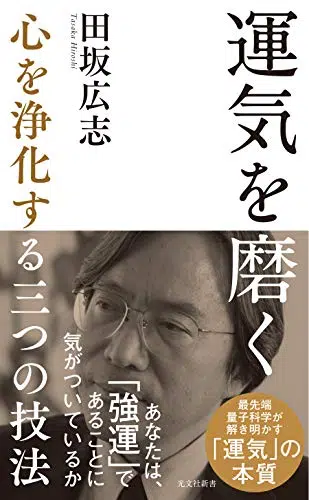 運気を磨く
心を浄化する三つの技法
田坂広志
Tasaka Hiroshi
あなたは、
「強運」で
あることに
気がついているか
最先端
量子科学が
解き明かす
「運気」の
本質
光文社新書